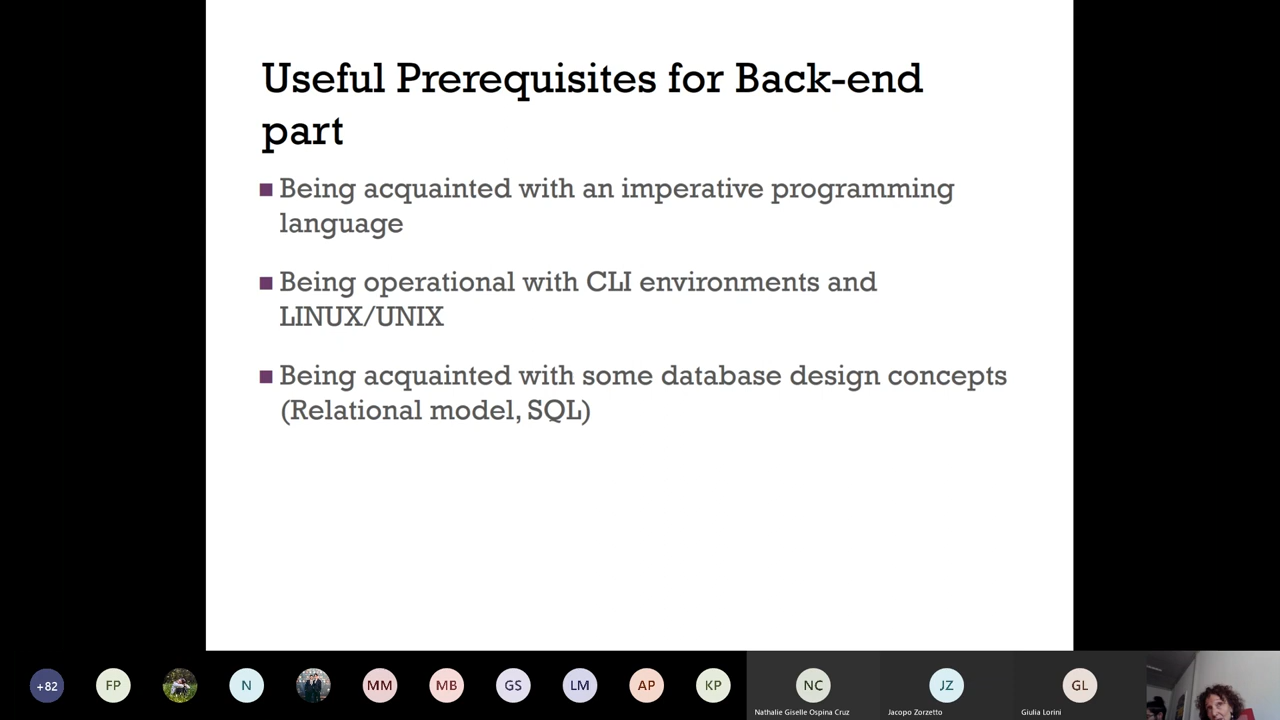 Useful Prerequisites for Back-end
part
Being acquainted with an imperative programming
language
Being operational with CLI environments and
LINUX/UNIX
Being acquainted with some database design concepts
(Relational model, SQL)
+82 FP N MM MB GS LM AP KP NC JZ GL
Nathalie Giselle Ospina Cruz Jacopo Zorzetto Giulia Lorini